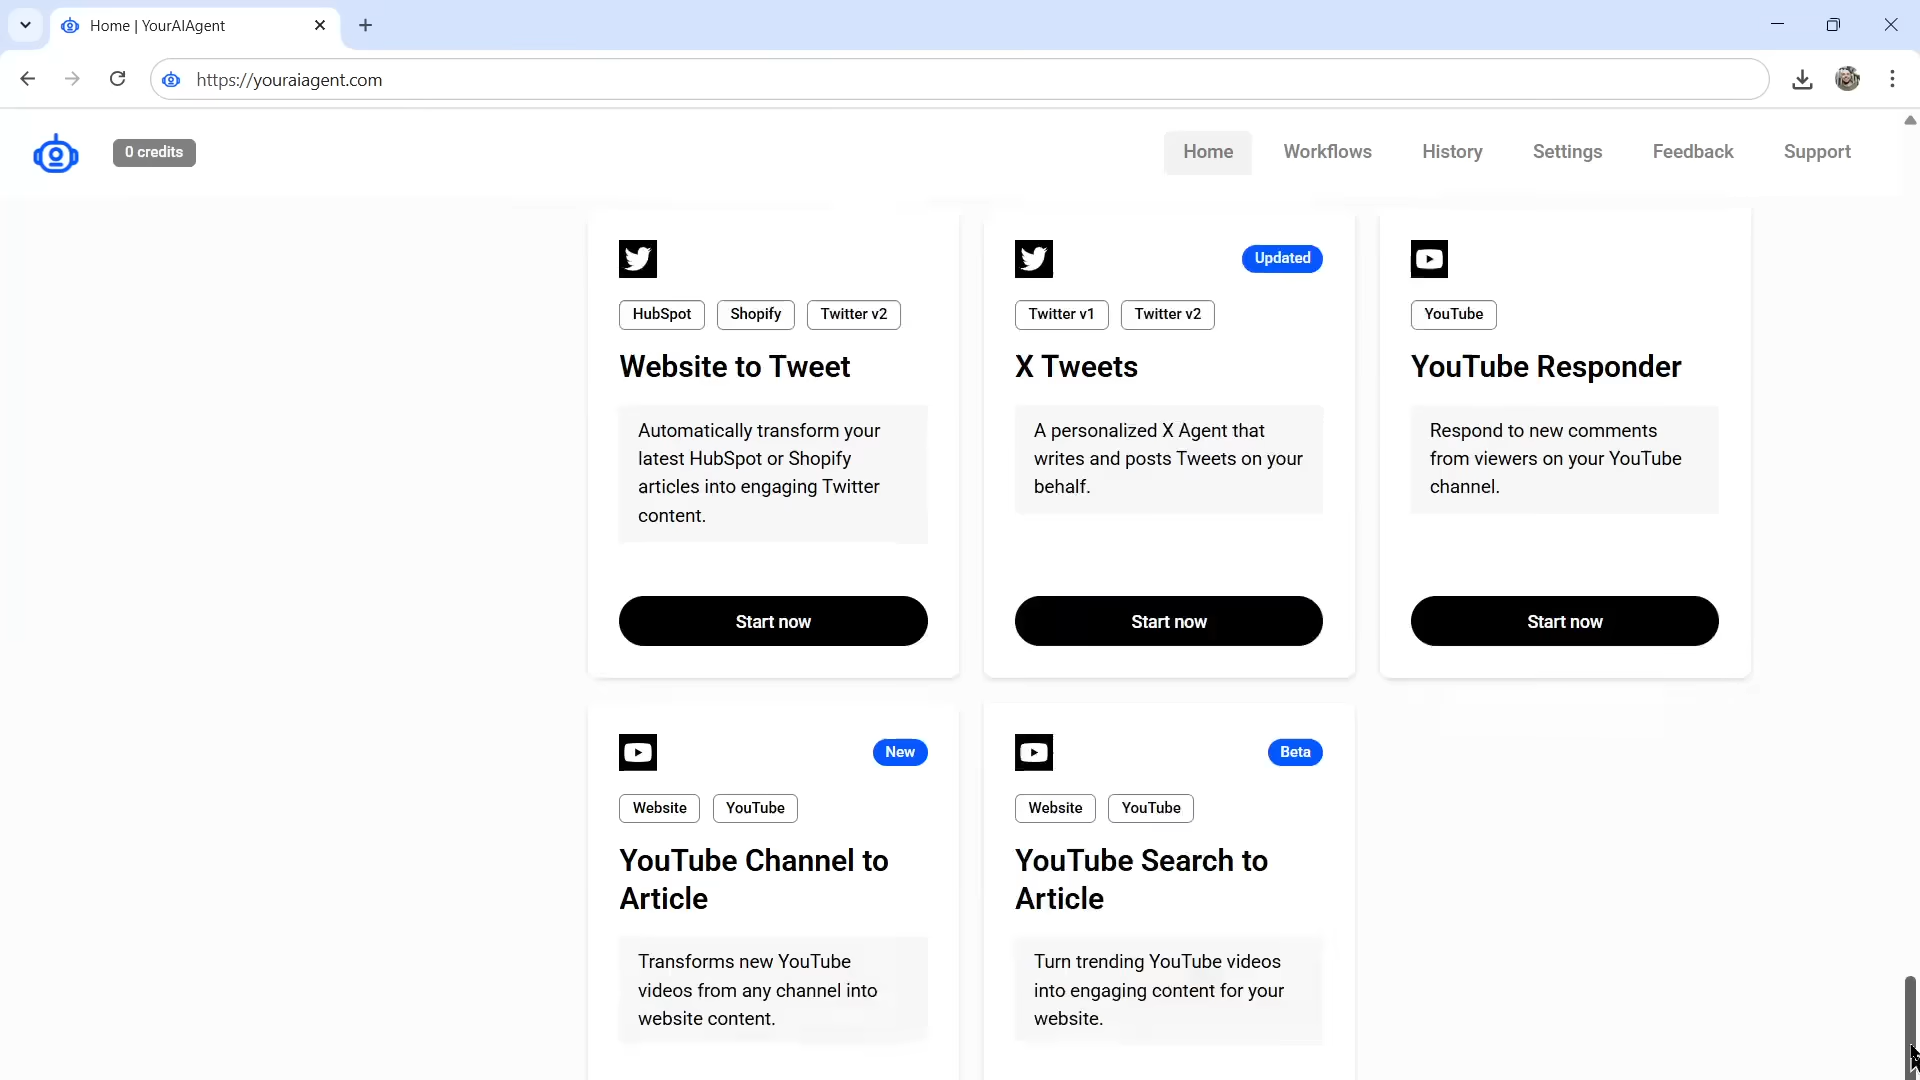 Home | YourAIAgent
https://youraiagent.com
0 credits
Home
Workflows
History
Settings
Feedback
Support
HubSpot
Shopify
Twitter v2
Website to Tweet
Automatically transform your
latest HubSpot or Shopify
articles into engaging Twitter
content.
Start now
Updated
Twitter v1
Twitter v2
X Tweets
A personalized X Agent that
writes and posts Tweets on your
behalf.
Start now
YouTube
YouTube Responder
Respond to new comments
from viewers on your YouTube
channel.
Start now
New
Website
YouTube
YouTube Channel to
Article
Transforms new YouTube
videos from any channel into
website content.
Beta
Website
YouTube
YouTube Search to
Article
Turn trending YouTube videos
into engaging content for your
website.